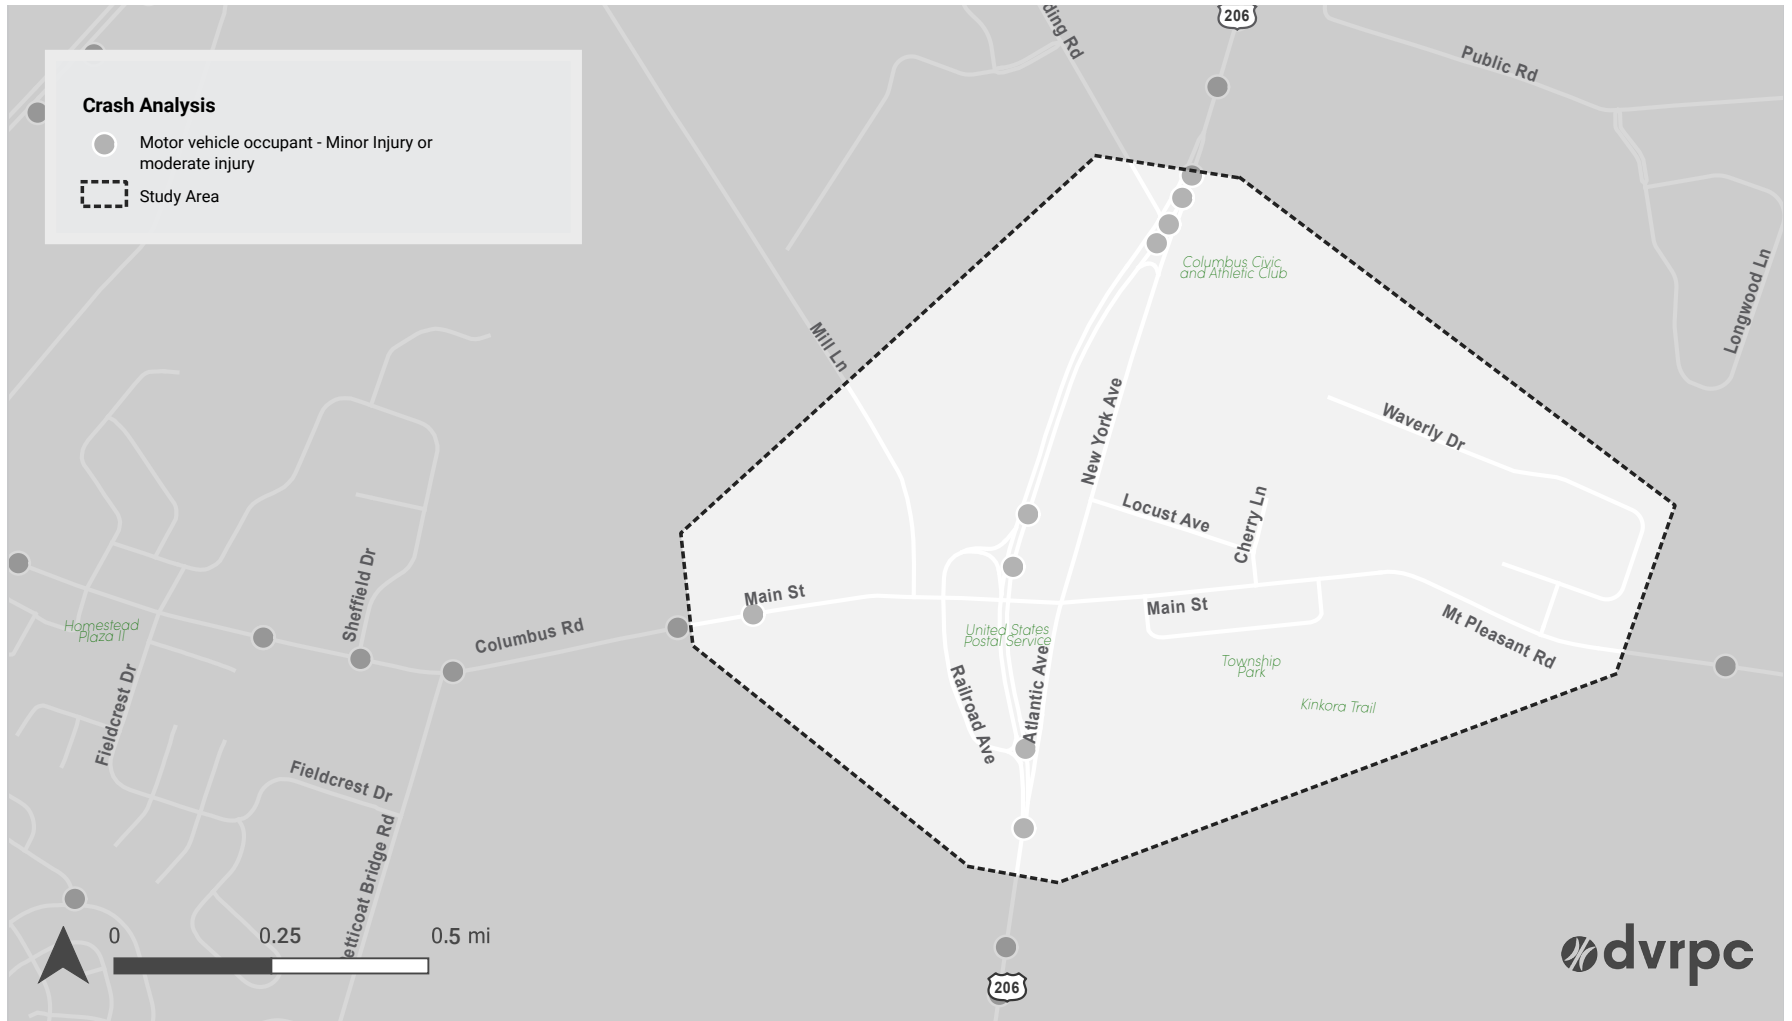 206
ding Rd
Public Rd
Crash Analysis
Motor vehicle occupant - Minor Injury or
moderate injury
Study Area
Columbus Civic
and Athletic Club
Longwood Ln
Mill Ln
New York Ave
Waverly Dr
Locust Ave
Cherry Ln
Sheffield Dr
Main St
Main St
Homestead
Plaza II
Columbus Rd
United States
Postal Service
Mt Pleasant Rd
Township
Park
Fieldcrest Dr
Railroad Ave
Atlantic Ave
Kinkora Trail
Fieldcrest Dr
etticoat Bridge Rd
0
0.25
0.5 mi
dvrpc
206